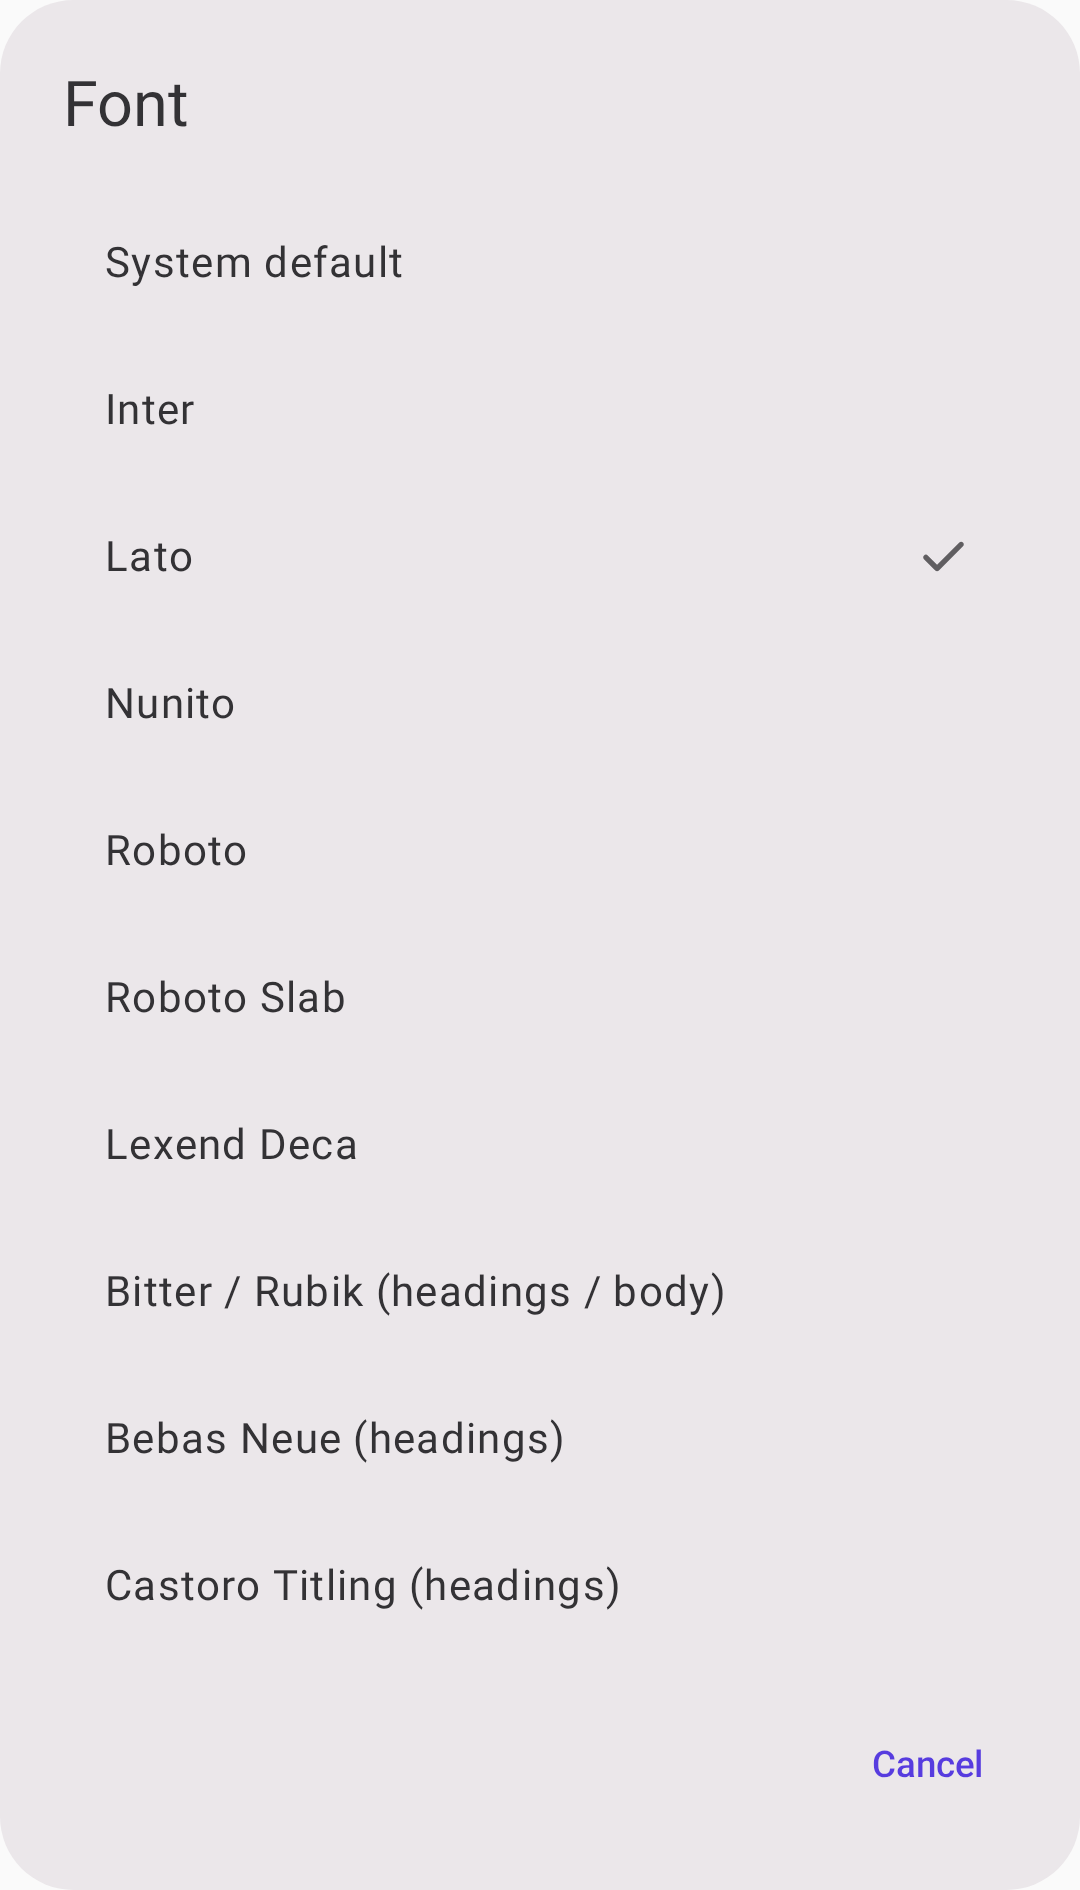 Font
System default
Inter
Lato
Nunito
Roboto
Roboto Slab
Lexend Deca
Bitter / Rubik (headings / body)
Bebas Neue (headings)
Castoro Titling (headings)
Cancel